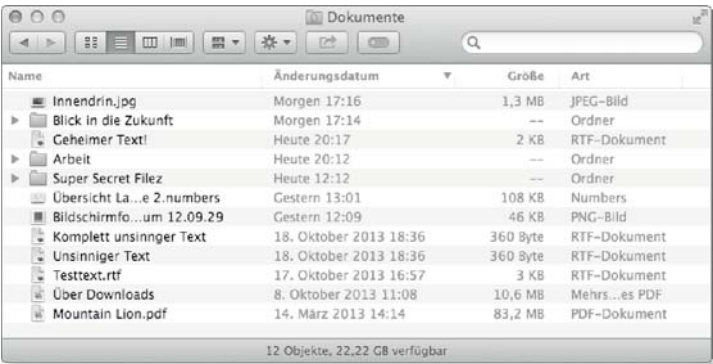 Dokumente
Name Änderungsdatum Größe Art
Innendrin.jpg Morgen 17:16 1,3 MB JPEG-Bild
Blick in die Zukunft Morgen 17:14 -- Ordner
Geheimer Text! Heute 20:17 2 KB RTF-Dokument
Arbeit Heute 20:12 -- Ordner
Super Secret Filez Heute 12:12 -- Ordner
Übersicht La...e 2.numbers Gestern 13:01 108 KB Numbers
Bildschirmfo...um 12.09.29 Gestern 12:09 46 KB PNG-Bild
Komplett unsinnger Text 18. Oktober 2013 18:36 360 Byte RTF-Dokument
Unsinniger Text 18. Oktober 2013 18:36 360 Byte RTF-Dokument
Testtext.rtf 17. Oktober 2013 16:57 3 KB RTF-Dokument
Über Downloads 8. Oktober 2013 11:08 10,6 MB Mehrs...es PDF
Mountain Lion.pdf 14. März 2013 14:14 83,2 MB PDF-Dokument
12 Objekte, 22,22 GB verfügbar